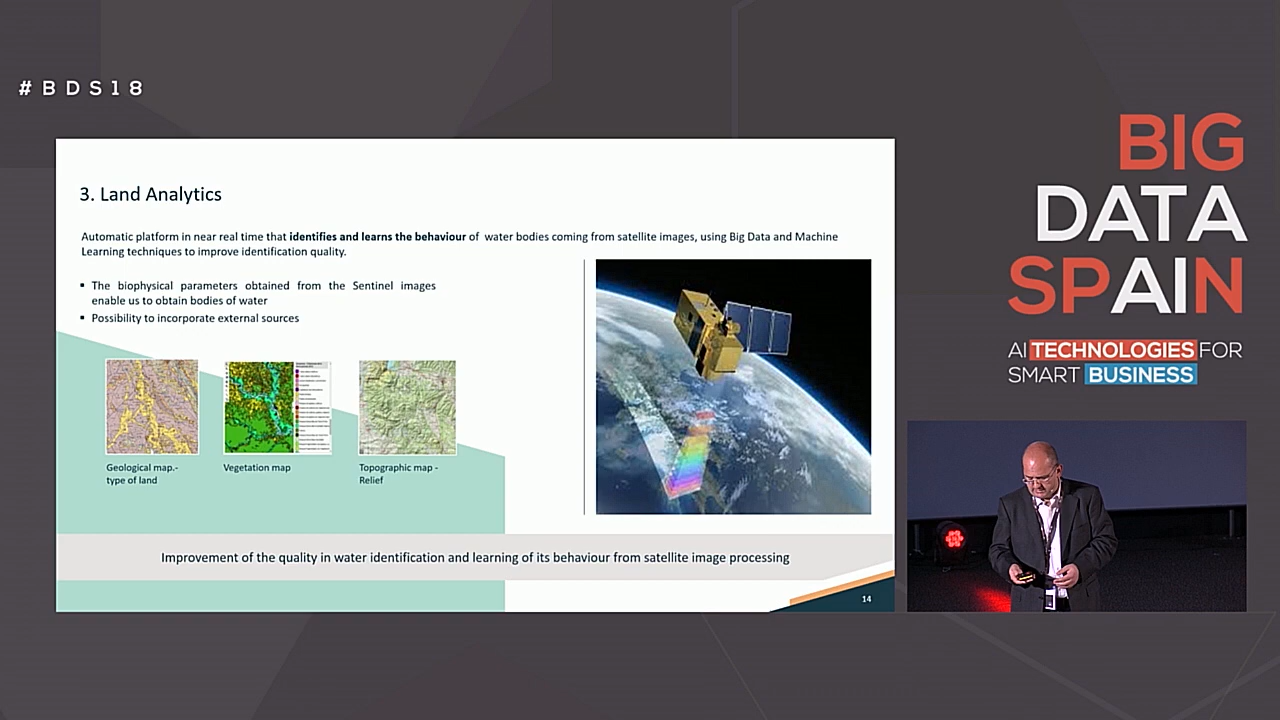 #BDS18
BIG
DATA
SPAIN
AI TECHNOLOGIES FOR
SMART BUSINESS
3. Land Analytics
Automatic platform in near real time that identifies and learns the behaviour of water bodies coming from satellite images, using Big Data and Machine
Learning techniques to improve identification quality.
▪ The biophysical parameters obtained from the Sentinel images
enable us to obtain bodies of water
▪ Possibility to incorporate external sources
Geological map.-
type of land
Vegetation map
Topographic map -
Relief
Improvement of the quality in water identification and learning of its behaviour from satellite image processing
14